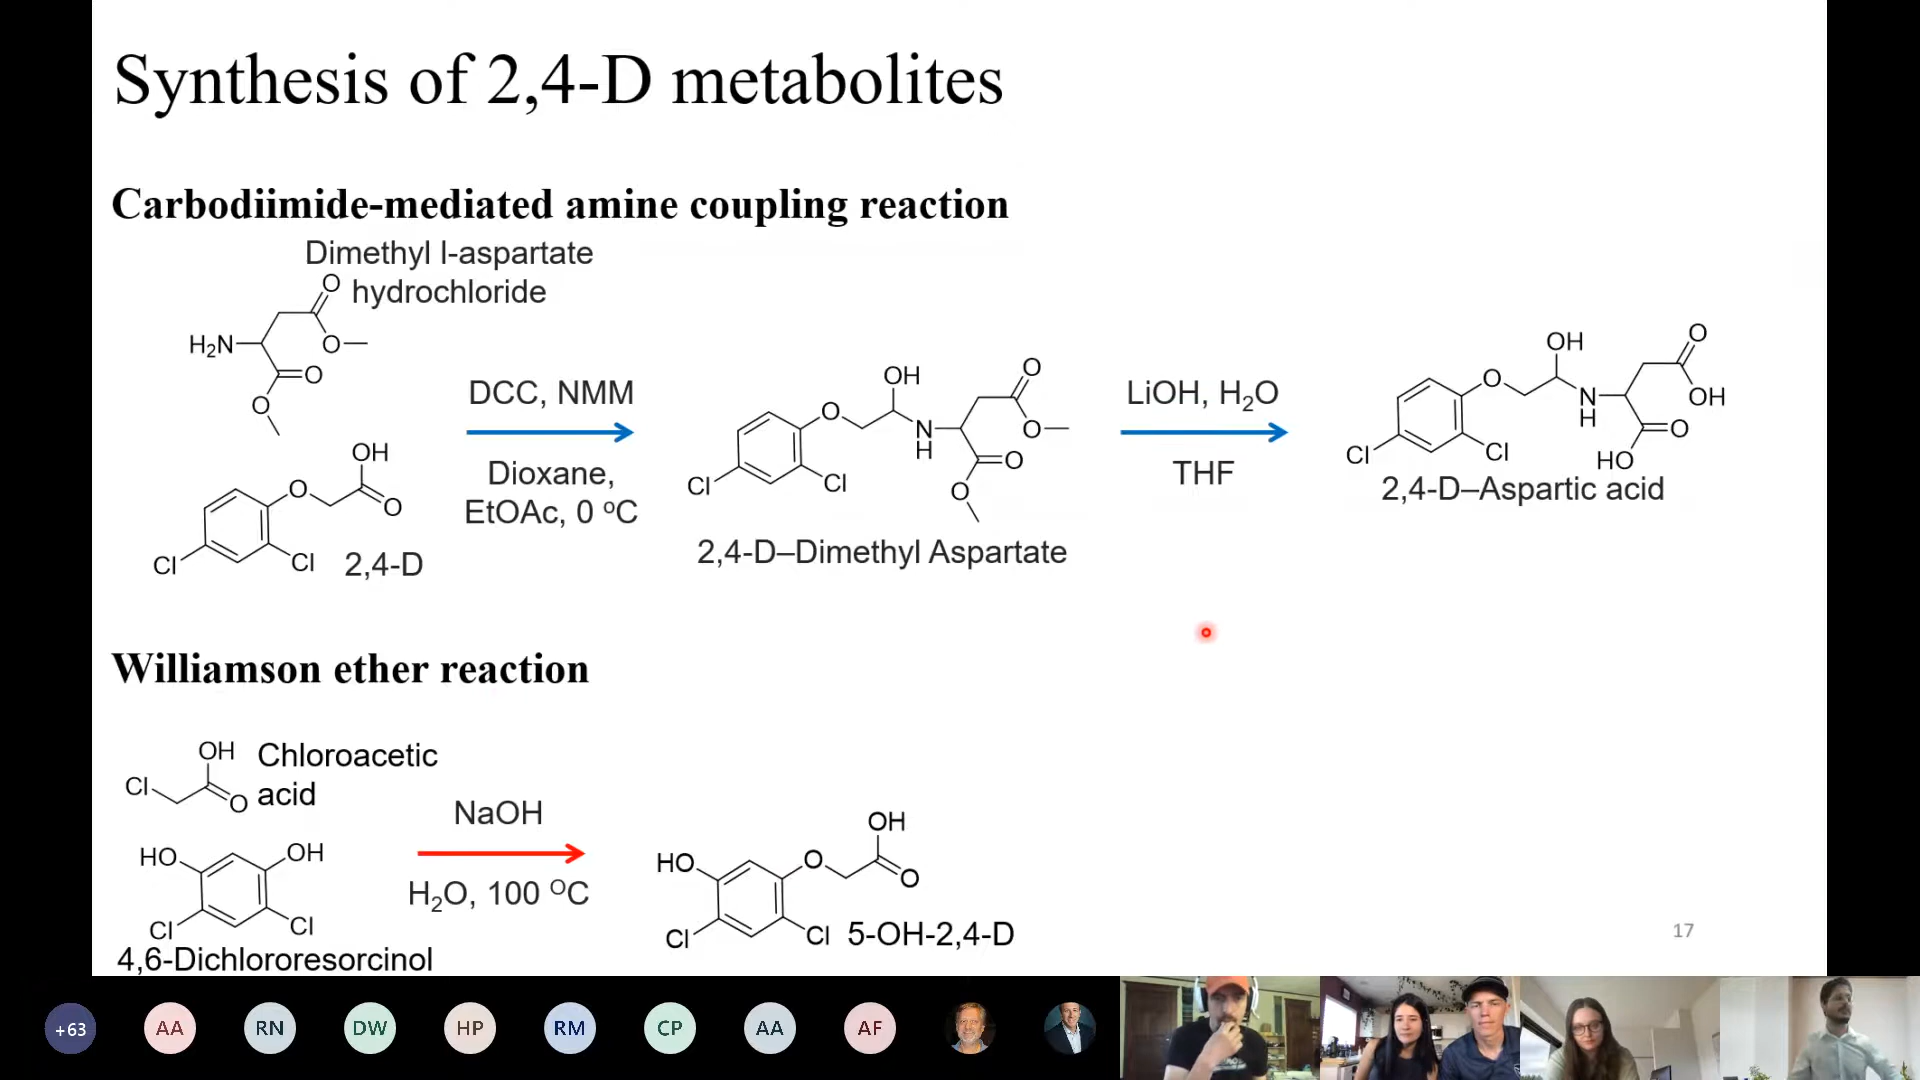 Synthesis of 2,4-D metabolites
Carbodiimide-mediated amine coupling reaction
Dimethyl l-aspartate
hydrochloride
O
H₂N
O
O
O
OH
O
O
Cl
Cl
2,4-D
DCC, NMM
Dioxane,
EtOAc, 0 ᵒC
OH
O
O
N
H
O
O
O
Cl
Cl
2,4-D–Dimethyl Aspartate
LiOH, H₂O
THF
OH
O
O
N
H
OH
O
HO
Cl
Cl
2,4-D–Aspartic acid
Williamson ether reaction
OH
Cl
O
Chloroacetic
acid
HO
OH
Cl
Cl
4,6-Dichlororesorcinol
NaOH
H₂O, 100 ᴼC
OH
HO
O
O
Cl
Cl
5-OH-2,4-D
17
+63
AA
RN
DW
HP
RM
CP
AA
AF